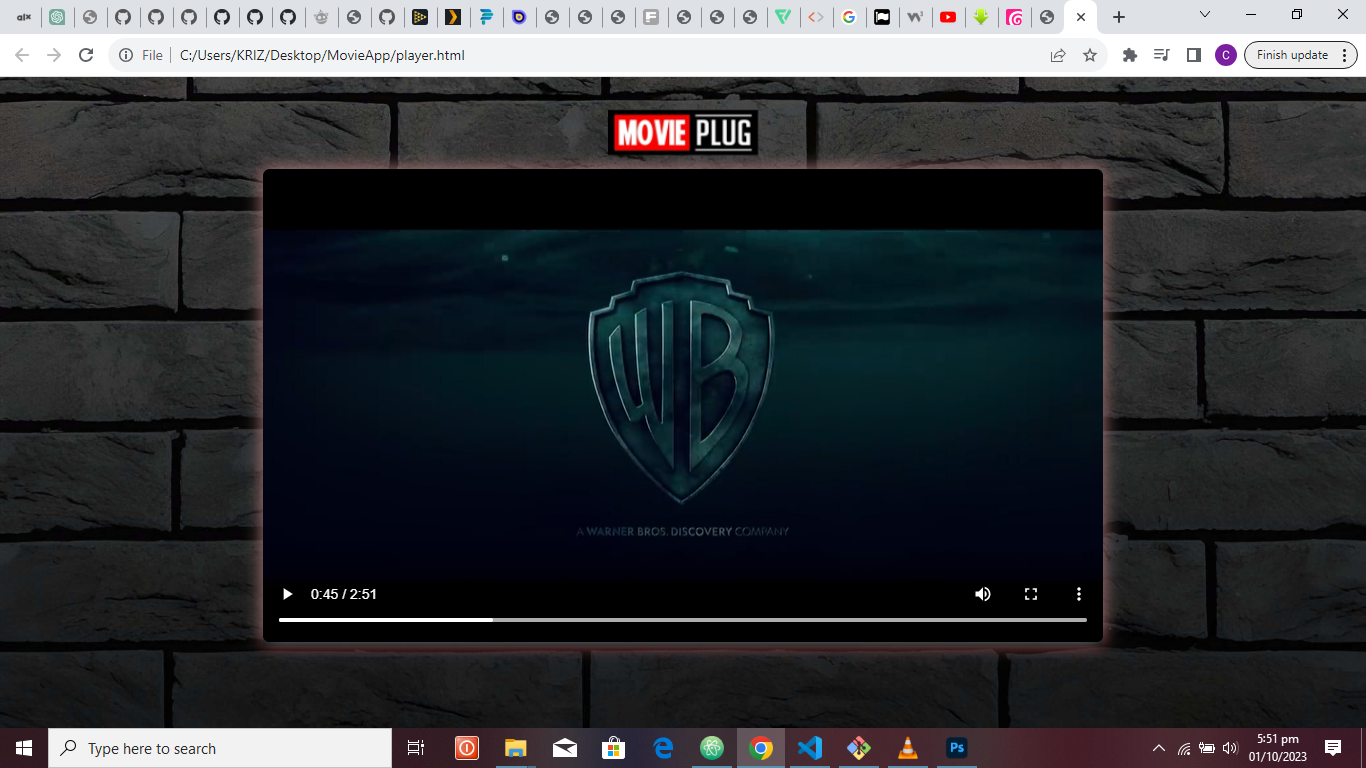 alx
File
C:/Users/KRIZ/Desktop/MovieApp/player.html
C
Finish update
MOVIE PLUG
WB
A WARNER BROS. DISCOVERY COMPANY
0:45 / 2:51
Type here to search
Ps
5:51 pm
01/10/2023